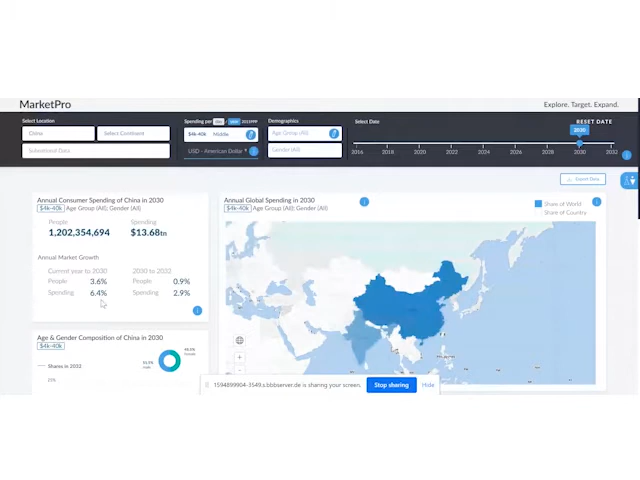 MarketPro
Explore. Target. Expand.
Select Location
China
Select Continent
Subnational Data
Spending per
$4k-40k Middle
USD - American Dollar
Demographics
Age Group (All)
Gender (All)
Select Date
RESET DATE
2030
2016 2018 2020 2022 2024 2026 2028 2030 2032
Export Data
Annual Consumer Spending of China in 2030
$4k-40k Age Group (All); Gender (All)
People Spending
1,202,354,694 $13.68tn
Annual Market Growth
Current year to 2030 2030 to 2032
People 3.6% People 0.9%
Spending 6.4% Spending 2.9%
Annual Global Spending in 2030
$4k-40k Age Group (All); Gender (All)
Share of World
Share of Country
Age & Gender Composition of China in 2030
$4k-40k
Shares in 2032
1594899904-3549.s.bbbserver.de is sharing your screen.
Stop sharing
Hide